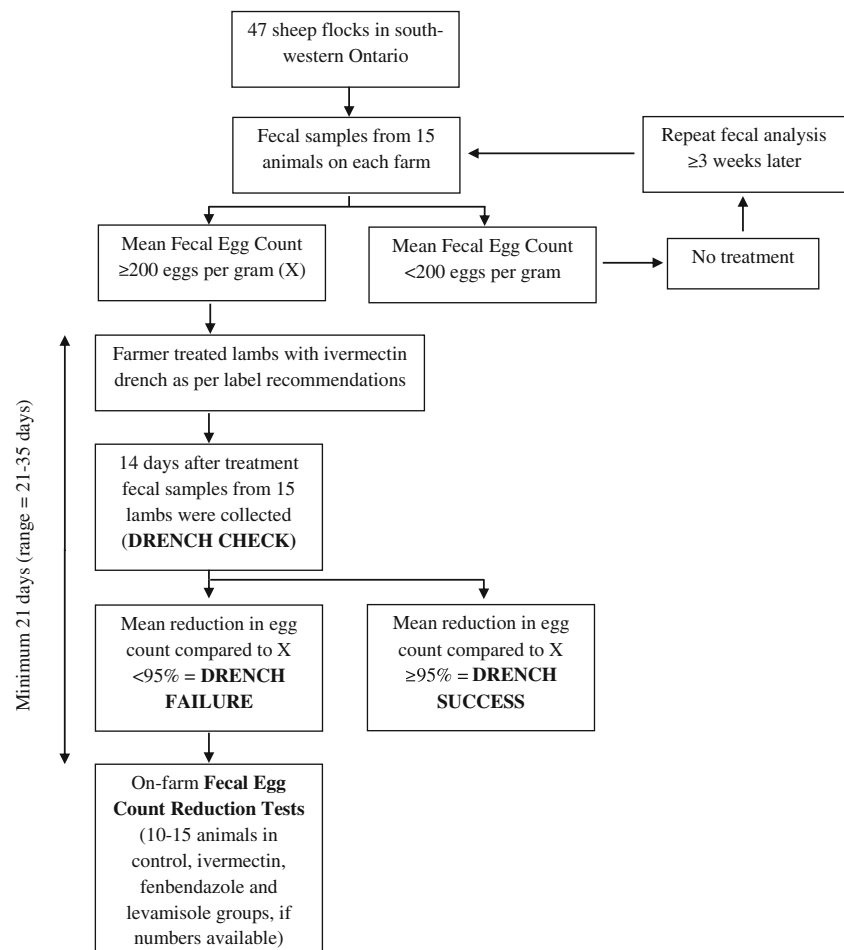 47 sheep flocks in south-
western Ontario
Fecal samples from 15
animals on each farm
Repeat fecal analysis
≥3 weeks later
Mean Fecal Egg Count
≥200 eggs per gram (X)
Mean Fecal Egg Count
<200 eggs per gram
No treatment
Farmer treated lambs with ivermectin
drench as per label recommendations
Minimum 21 days (range = 21-35 days)
14 days after treatment
fecal samples from 15
lambs were collected
(DRENCH CHECK)
Mean reduction in egg
count compared to X
<95% = DRENCH
FAILURE
Mean reduction in egg
count compared to X
≥95% = DRENCH
SUCCESS
On-farm Fecal Egg
Count Reduction Tests
(10-15 animals in
control, ivermectin,
fenbendazole and
levamisole groups, if
numbers available)